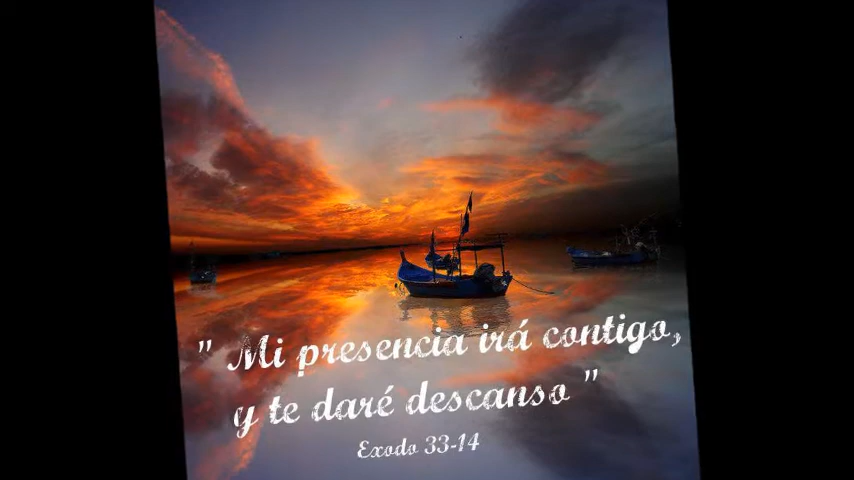 " Mi presencia irá contigo,
y te daré descanso "
Exodo 33-14